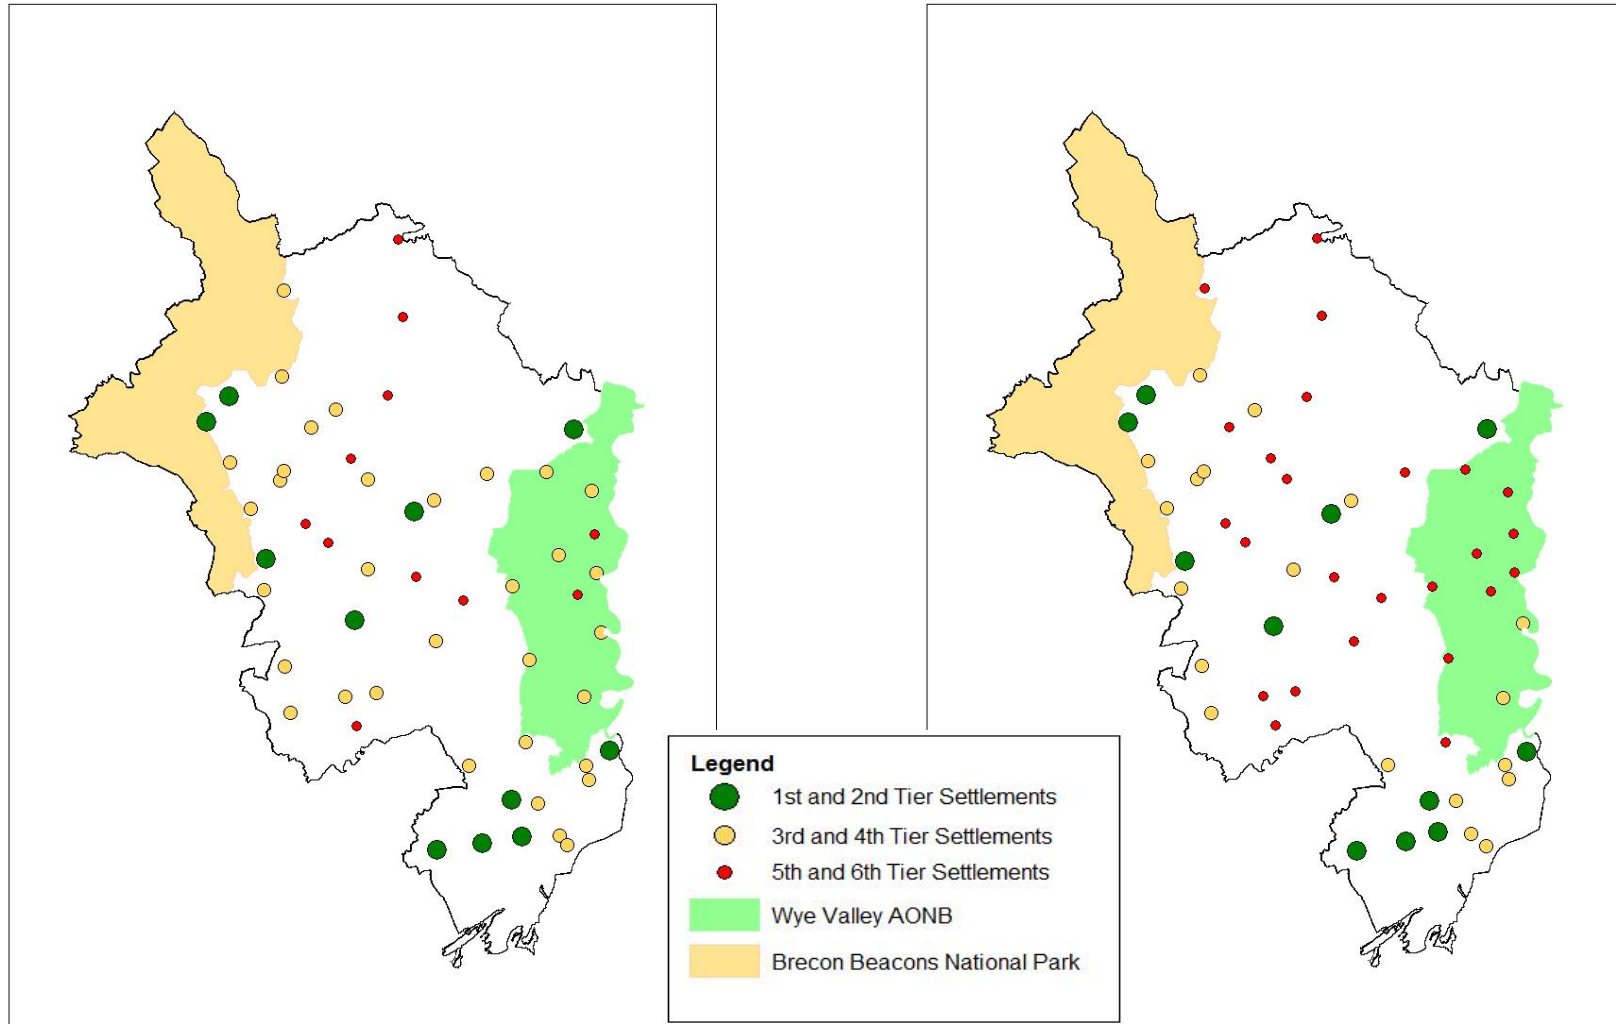 Legend
1st and 2nd Tier Settlements
3rd and 4th Tier Settlements
5th and 6th Tier Settlements
Wye Valley AONB
Brecon Beacons National Park